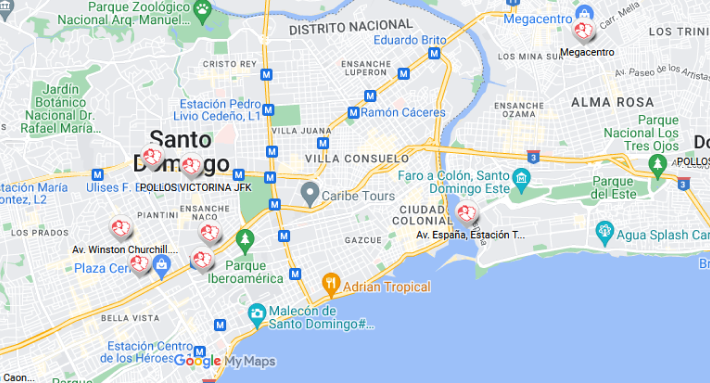 Parque
Zoológico
Nacional Arq. Manuel...
DISTRITO NACIONAL
Megacentro
Carr. Mella
LOS TRINI
Eduardo Brito
Megacentro
CRISTO REY
ENSANCHE
LUPERON
LOS MINA SUR
Av. Paseo de los Artistas
Jardín
Botánico
Nacional Dr.
Rafael María...
Estación Pedro
Livio Cedeño, L1
Ramón Cáceres
ENSANCHE
OZAMA
ALMA ROSA
VILLA JUANA
Parque
Nacional Los
Tres Ojos
Santo
Domingo
VILLA CONSUELO
3
Do
POLLOS
Estación María
Montez, L2
Ulises F. E
POLLOS VICTORINA JFK
Faro a Colón, Santo
Domingo Este
Parque
del Este
Caribe Tours
PIANTINI
ENSANCHE
NACO
CIUDAD
COLONIAL
LOS PRADOS
GAZCUE
Av. España, Estación T...
3
Agua Splash Car
Av. Winston Churchill....
Plaza Cen
Parque
Iberoamérica
Br
Adrian Tropical
BELLA VISTA
Malecón de
Santo Domingo#...
Estación Centro
de los Héroes
Google My Maps
Caon...
Parque